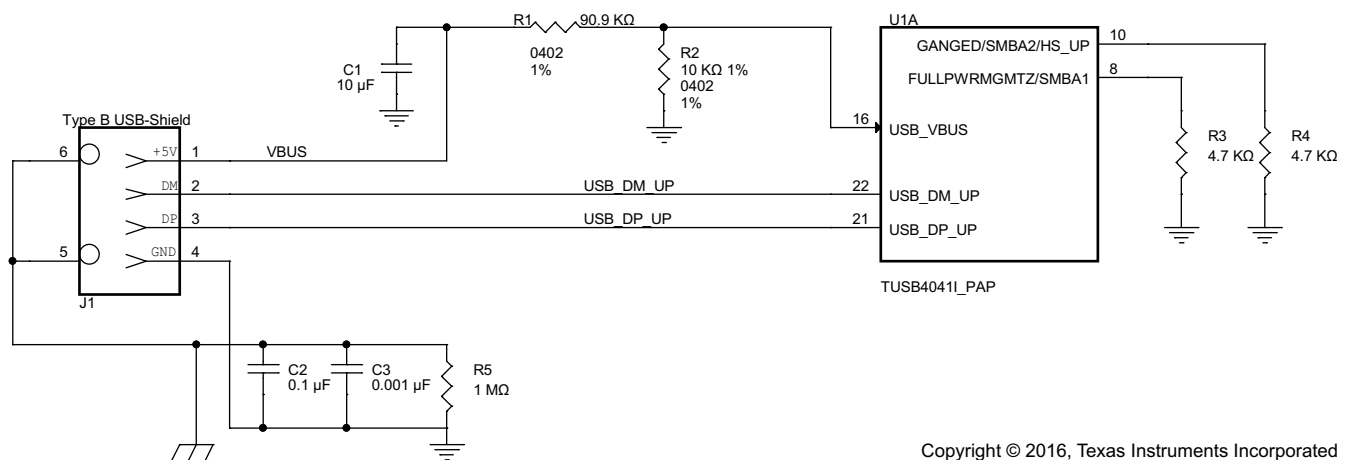 U1A
R1 90.9 KΩ
0402
1%
R2
10 KΩ 1%
0402
1%
C1
10 µF
GANGED/SMBA2/HS_UP
10
FULLPWRMGMTZ/SMBA1
8
16
USB_VBUS
R3
4.7 KΩ
R4
4.7 KΩ
Type B USB-Shield
6
+5V
1
VBUS
DM
2
USB_DM_UP
22
USB_DM_UP
DP
3
USB_DP_UP
21
USB_DP_UP
5
GND
4
J1
TUSB4041I_PAP
C2
0.1 µF
C3
0.001 µF
R5
1 MΩ
Copyright © 2016, Texas Instruments Incorporated